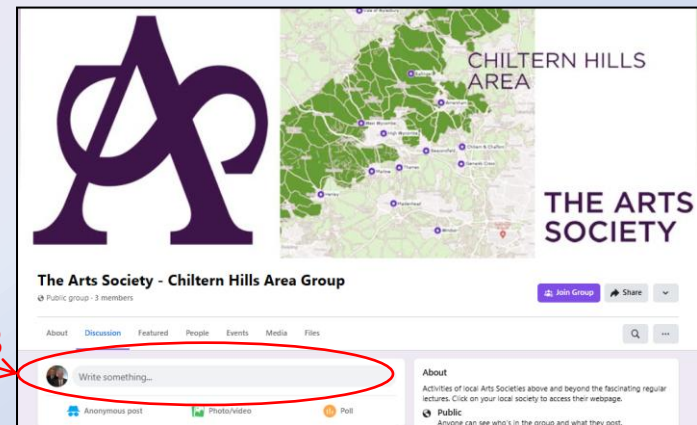 CHILTERN HILLS
AREA
THE ARTS
SOCIETY
The Arts Society - Chiltern Hills Area Group
Public group · 3 members
Join Group
Share
About Discussion Featured People Events Media Files
Write something...
Anonymous post Photo/video Poll
About
Activities of local Arts Societies above and beyond the fascinating regular
lectures. Click on your local society to access their webpage.
Public
Anyone can see who's in the group and what they post.